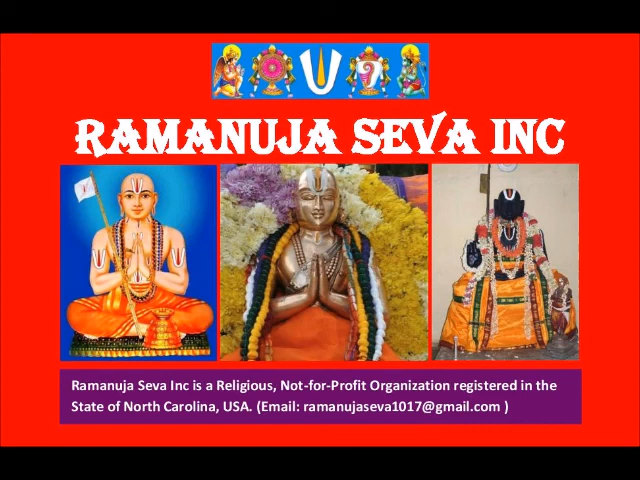 RAMANUJA SEVA INC
Ramanuja Seva Inc is a Religious, Not-for-Profit Organization registered in the
State of North Carolina, USA. (Email: ramanujaseva1017@gmail.com )